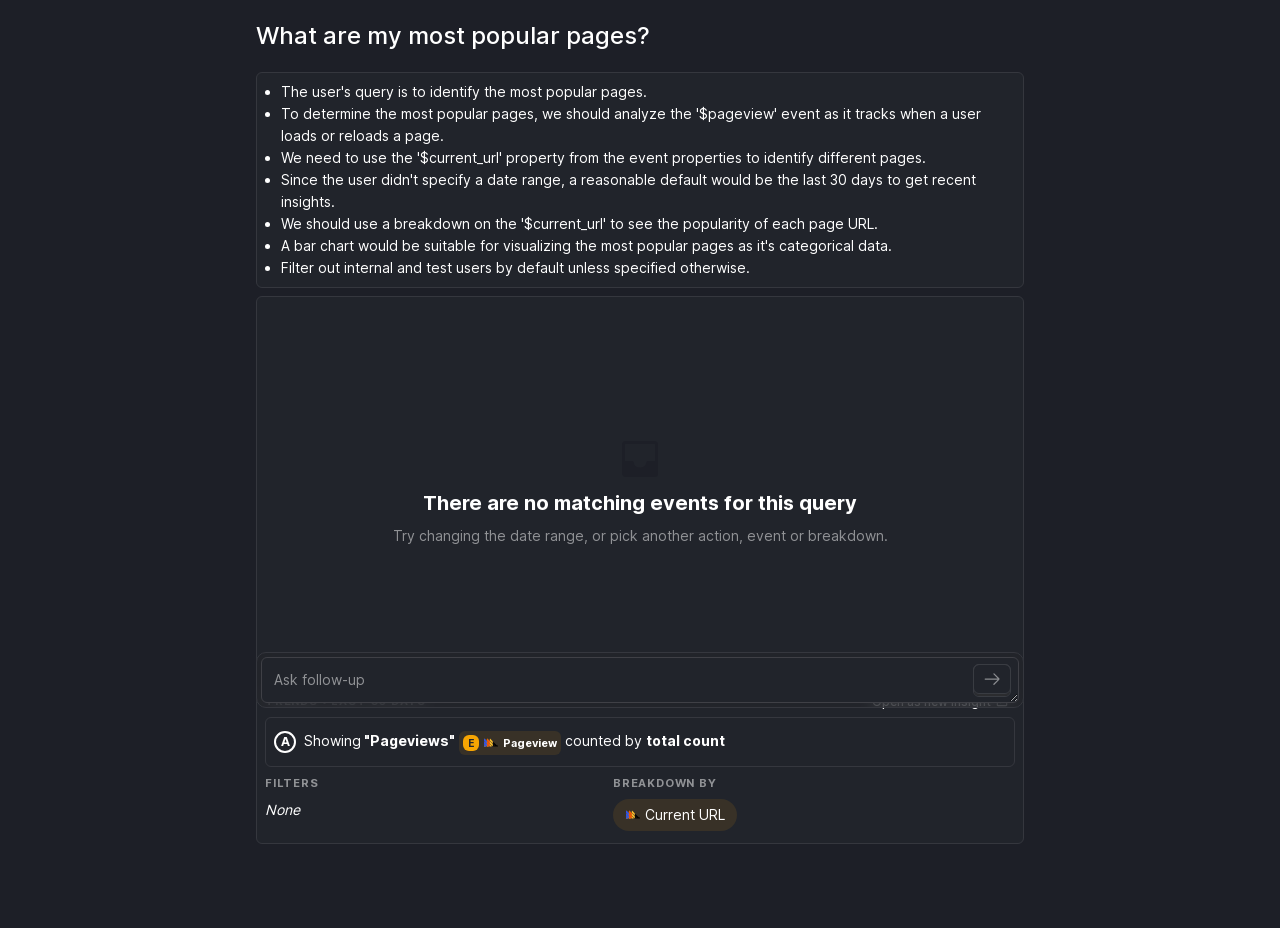 What are my most popular pages?
The user's query is to identify the most popular pages.
To determine the most popular pages, we should analyze the '$pageview' event as it tracks when a user
loads or reloads a page.
We need to use the '$current_url' property from the event properties to identify different pages.
Since the user didn't specify a date range, a reasonable default would be the last 30 days to get recent
insights.
We should use a breakdown on the '$current_url' to see the popularity of each page URL.
A bar chart would be suitable for visualizing the most popular pages as it's categorical data.
Filter out internal and test users by default unless specified otherwise.
There are no matching events for this query
Try changing the date range, or pick another action, event or breakdown.
Ask follow-up
Open as new insight
A Showing "Pageviews" E Pageview counted by total count
FILTERS BREAKDOWN BY
None Current URL